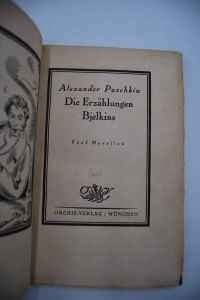 Alexander Puschkin
Die Erzählungen
Bjelkins
Fünf Novellen
ORCHIS-VERLAG / MÜNCHEN